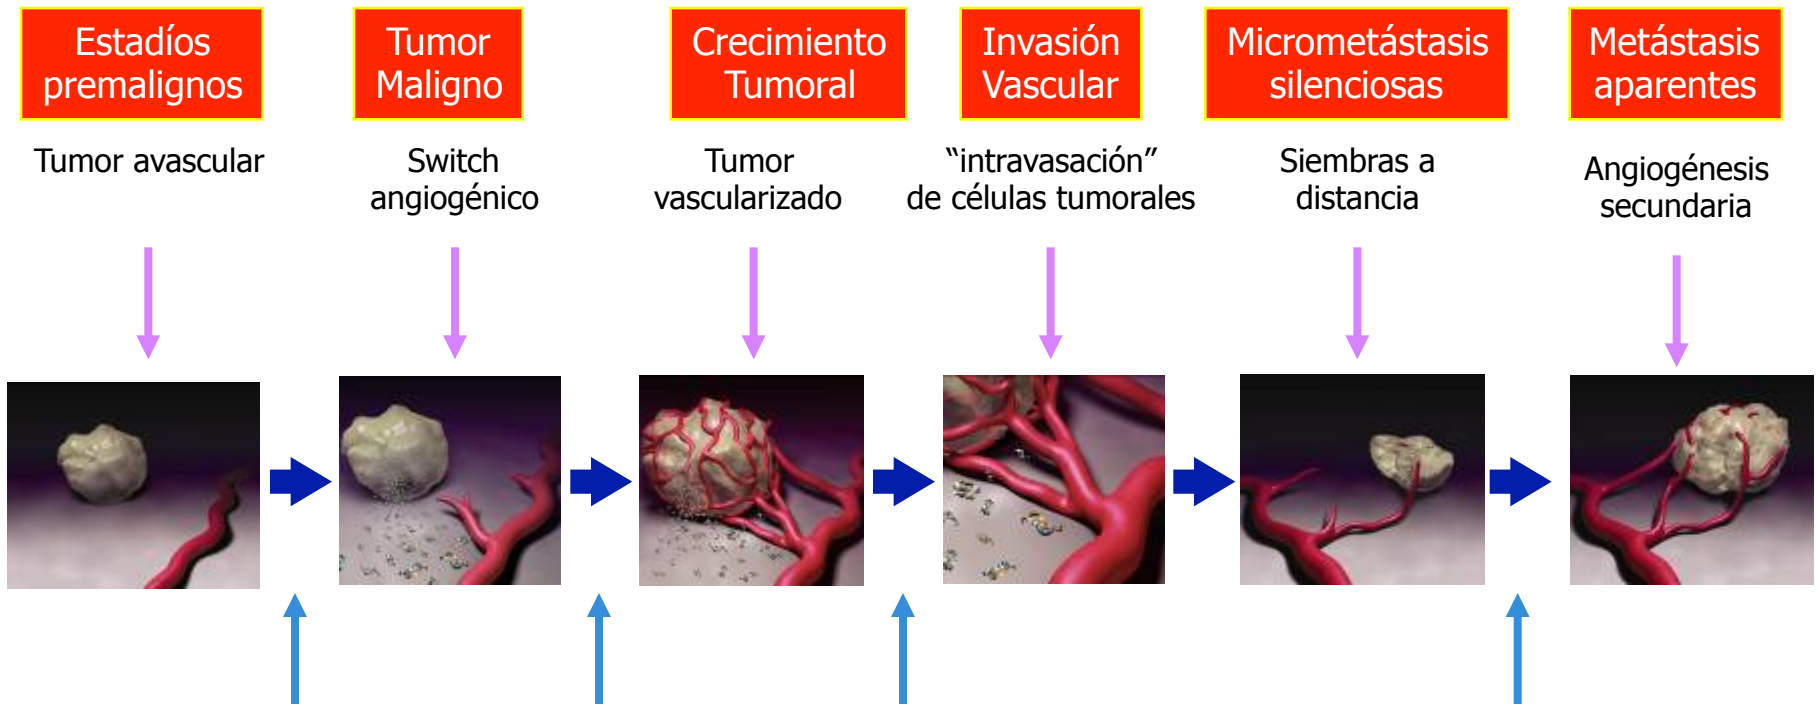 Estadíos
premalignos
Tumor
Maligno
Crecimiento
Tumoral
Invasión
Vascular
Micrometástasis
silenciosas
Metástasis
aparentes
Tumor avascular
Switch
angiogénico
Tumor
vascularizado
“intravasación”
de células tumorales
Siembras a
distancia
Angiogénesis
secundaria